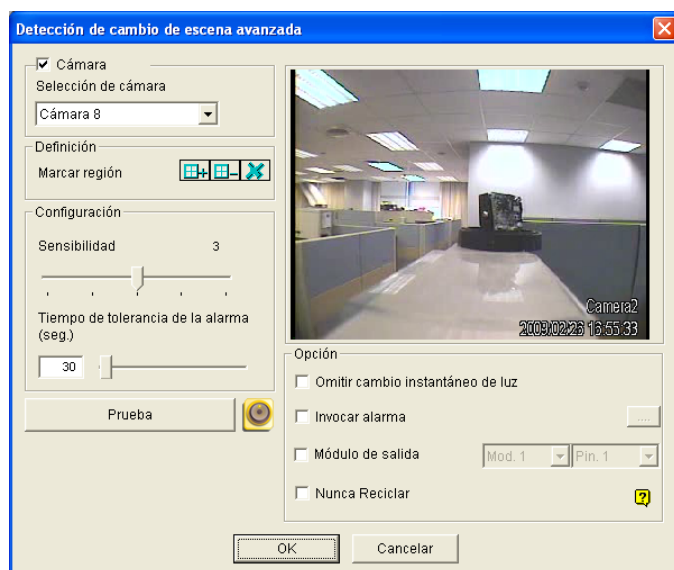 Detección de cambio de escena avanzada
Cámara
Selección de cámara
Cámara 8
Definición
Marcar región
Configuración
Sensibilidad 3
Tiempo de tolerancia de la alarma
(seg.)
30
Prueba
Camera2
2009/02/26 16:55:33
Opción
Omitir cambio instantáneo de luz
Invocar alarma
....
Módulo de salida
Mod. 1
Pin. 1
Nunca Reciclar
?
OK
Cancelar